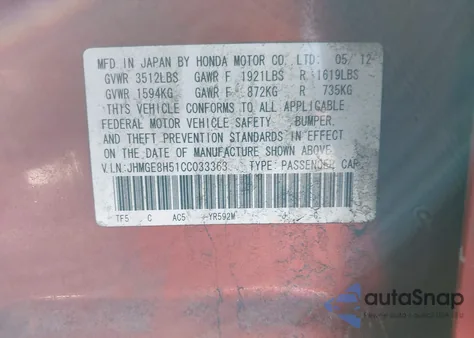 MFD. IN JAPAN BY HONDA MOTOR CO., LTD. 05/12
GVWR 3512LBS GAWR F 1921LBS R 1619LBS
GVWR 1594KG GAWR F 872KG R 735KG
THIS VEHICLE CONFORMS TO ALL APPLICABLE
FEDERAL MOTOR VEHICLE SAFETY BUMPER,
AND THEFT PREVENTION STANDARDS IN EFFECT
ON THE DATE OF MANUFACTURE SHOWN ABOVE.
V.I.N: JHMGE8H51CC033363 TYPE: PASSENGER CAR
TF5 C AC5 YR592M
autoSnap